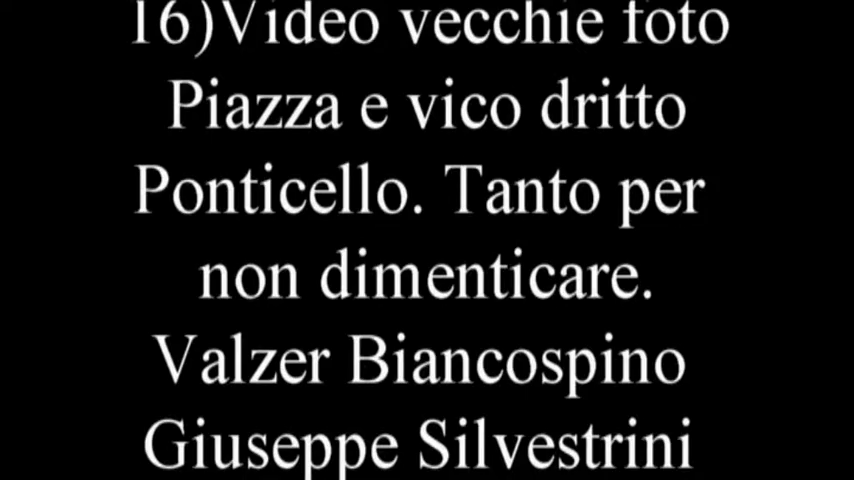 16)Video vecchie foto
Piazza e vico dritto
Ponticello. Tanto per
non dimenticare.
Valzer Biancospino
Giuseppe Silvestrini